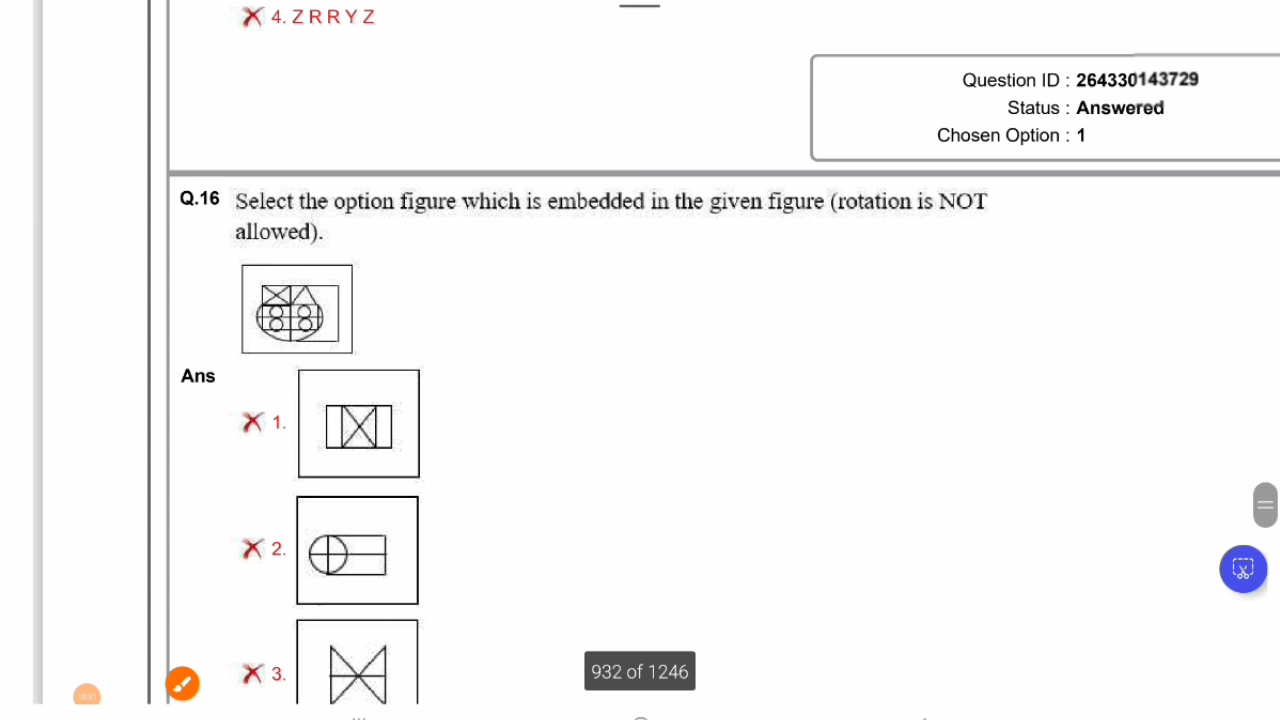 4. Z R R Y Z
Question ID : 264330143729
Status : Answered
Chosen Option : 1
Q.16 Select the option figure which is embedded in the given figure (rotation is NOT
allowed).
Ans
1.
2.
3.
932 of 1246